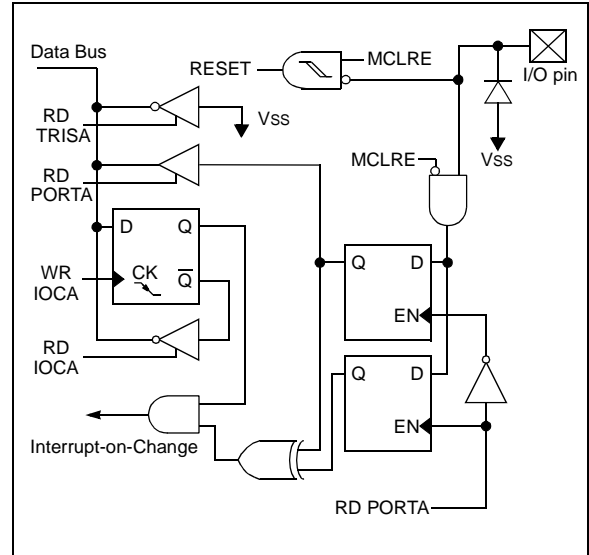 Data Bus
MCLRE
RESET
I/O pin
RD
TRISA
VSS
VSS
MCLRE
RD
PORTA
D Q
Q D
WR
IOCA
CK
Q
EN
RD
IOCA
Q D
EN
Interrupt-on-Change
RD PORTA